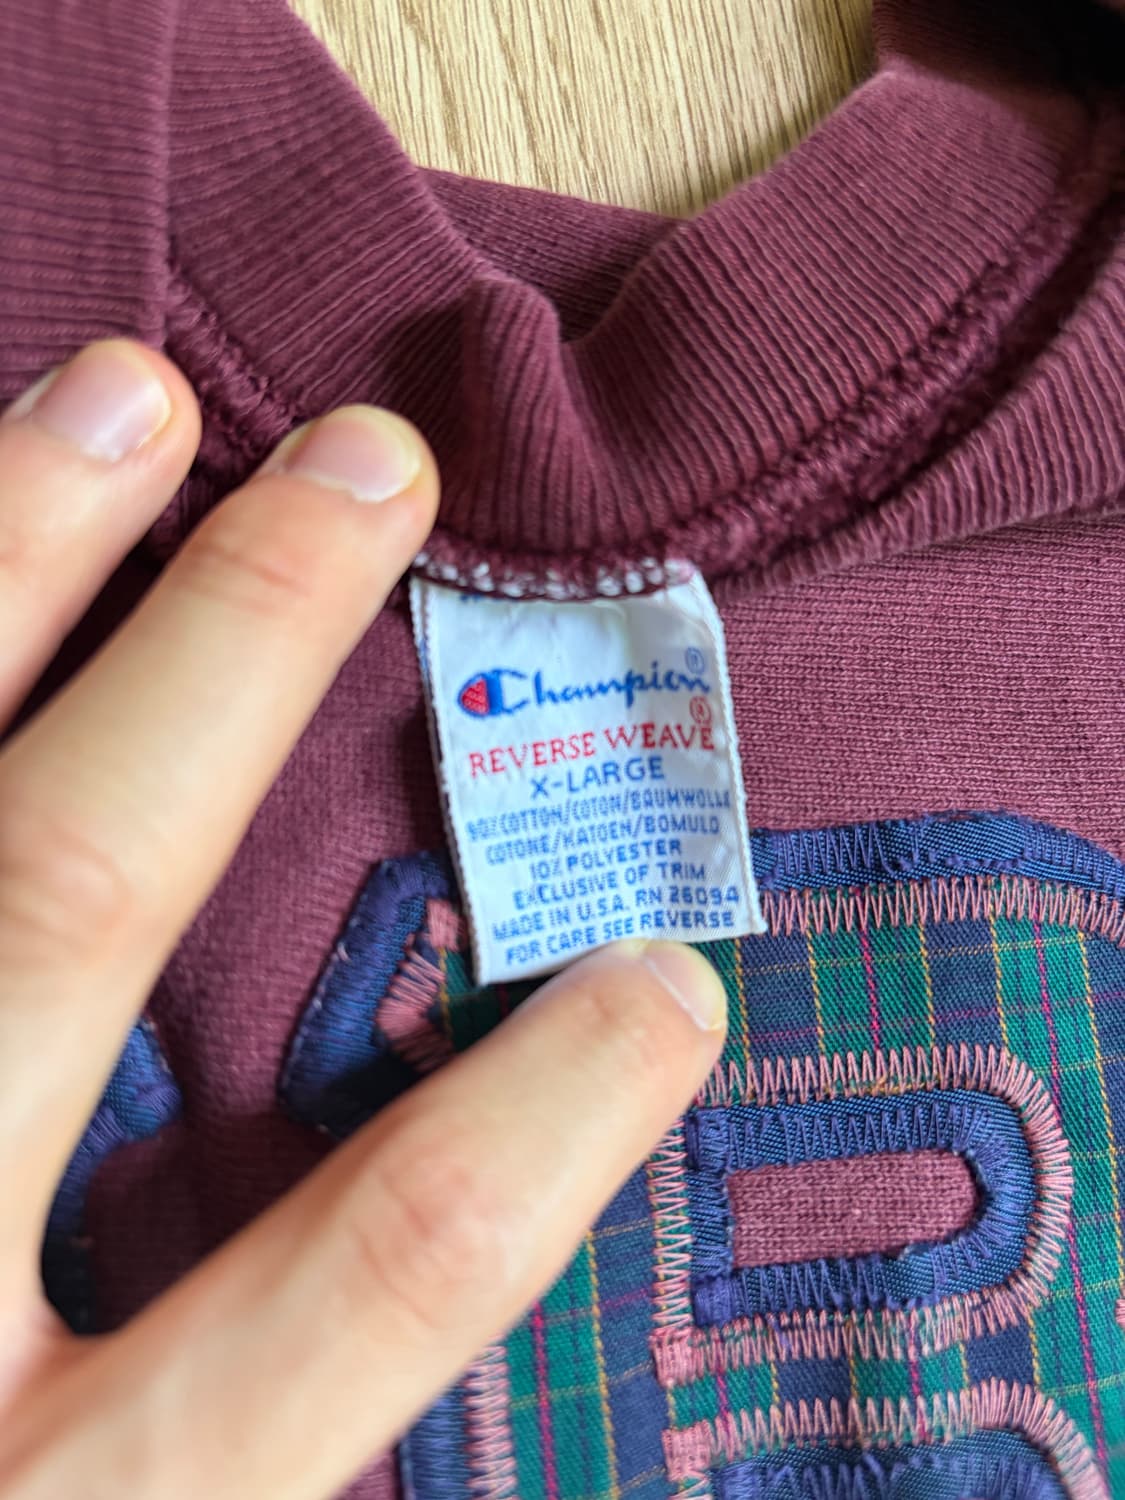 Champion®
REVERSE WEAVE®
X-LARGE
90% COTTON/COTON/BAUMWOLLE
COTONE/KATOEN/BOMULD
10% POLYESTER
EXCLUSIVE OF TRIM
MADE IN U.S.A. RN 26094
FOR CARE SEE REVERSE